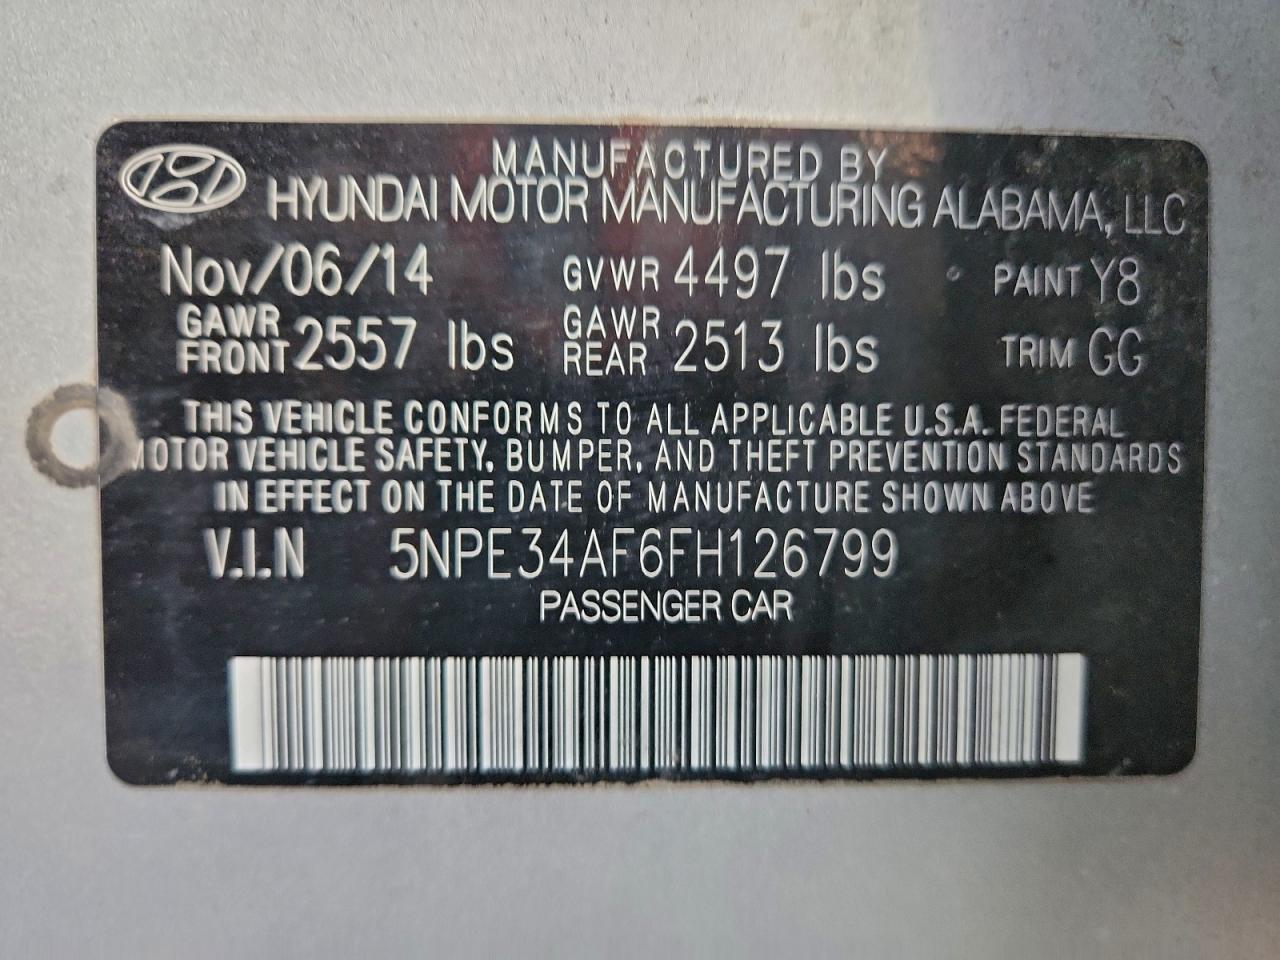 MANUFACTURED BY
HYUNDAI MOTOR MANUFACTURING ALABAMA, LLC
Nov/06/14 GVWR 4497 lbs PAINT Y8
GAWR FRONT 2557 lbs GAWR REAR 2513 lbs TRIM GG
THIS VEHICLE CONFORMS TO ALL APPLICABLE U.S.A. FEDERAL
MOTOR VEHICLE SAFETY, BUMPER, AND THEFT PREVENTION STANDARDS
IN EFFECT ON THE DATE OF MANUFACTURE SHOWN ABOVE
V.I.N 5NPE34AF6FH126799
PASSENGER CAR